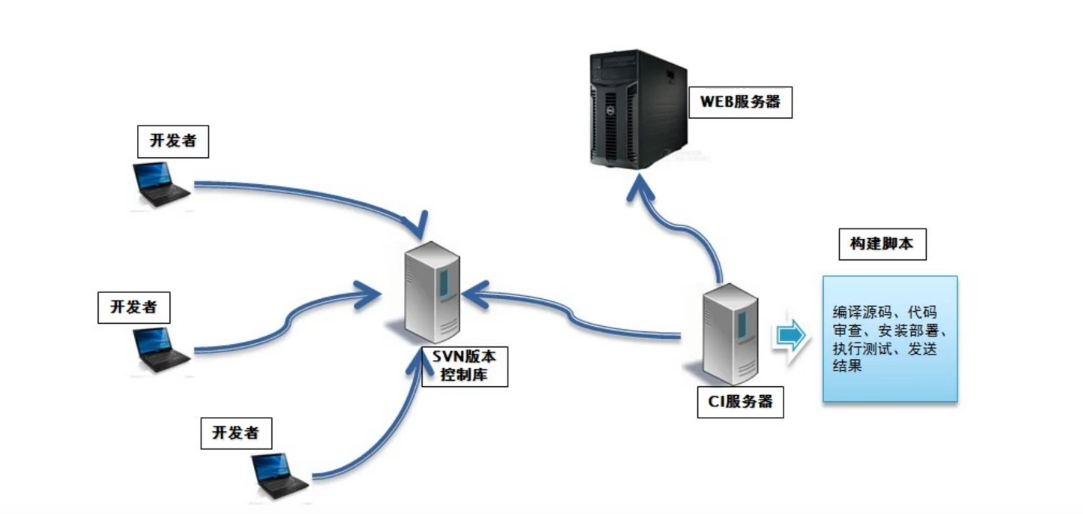 WEB服务器
开发者
构建脚本
编译源码、代码
审查、安装部署、
执行测试、发送
结果
开发者
SVN版本
控制库
CI服务器
开发者